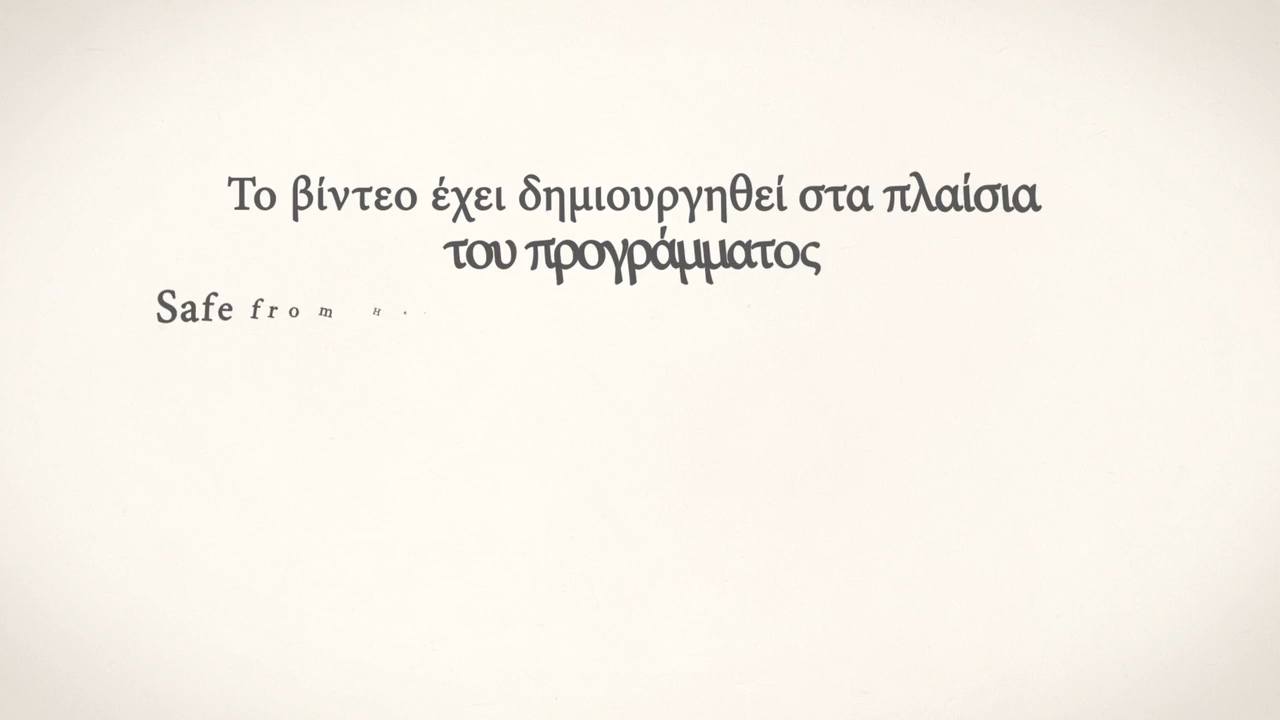 Το βίντεο έχει δημιουργηθεί στα πλαίσια
του προγράμματος
Safe from